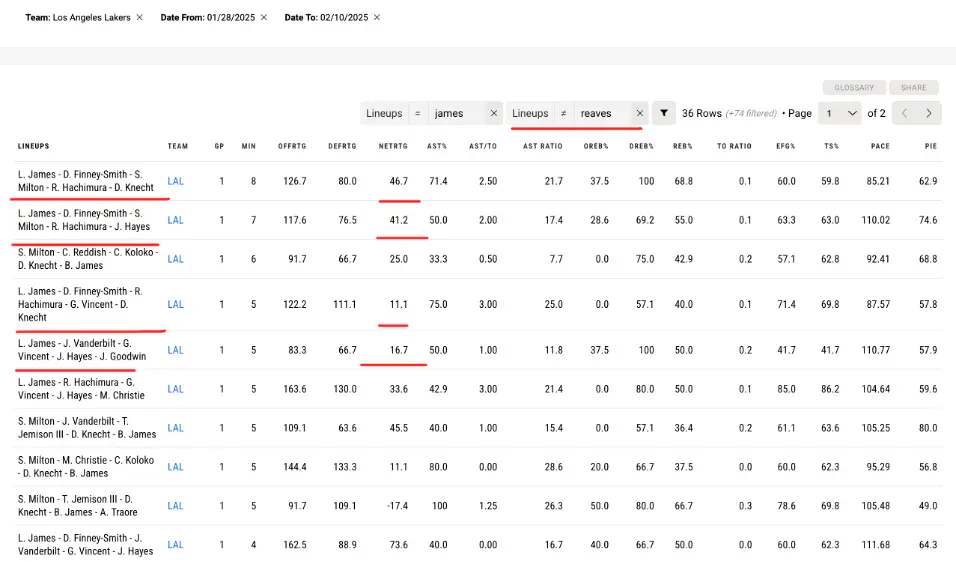 Team: Los Angeles Lakers × Date From: 01/28/2025 × Date To: 02/10/2025 ×
GLOSSARY SHARE
Lineups = james × Lineups ≠ reaves × 36 Rows (+74 filtered) • Page 1 of 2
LINEUPS TEAM GP MIN OFFRTG DEFRTG NETRTG AST% AST/TO AST RATIO OREB% DREB% REB% TO RATIO EFG% TS% PACE PIE
L. James - D. Finney-Smith - S.
Milton - R. Hachimura - D. Knecht LAL 1 8 126.7 80.0 46.7 71.4 2.50 21.7 37.5 100 68.8 0.1 60.0 59.8 85.21 62.9
L. James - D. Finney-Smith - S.
Milton - R. Hachimura - J. Hayes LAL 1 7 117.6 76.5 41.2 50.0 2.00 17.4 28.6 69.2 55.0 0.1 63.3 63.0 110.02 74.6
S. Milton - C. Reddish - C. Koloko -
D. Knecht - B. James LAL 1 6 91.7 66.7 25.0 33.3 0.50 7.7 0.0 75.0 42.9 0.2 57.1 62.8 92.41 68.8
L. James - D. Finney-Smith - R.
Hachimura - G. Vincent - D. LAL 1 5 122.2 111.1 11.1 75.0 3.00 25.0 0.0 57.1 40.0 0.1 71.4 69.8 87.57 57.8
Knecht
L. James - J. Vanderbilt - G.
Vincent - J. Hayes - J. Goodwin LAL 1 5 83.3 66.7 16.7 50.0 1.00 11.8 37.5 100 50.0 0.2 41.7 41.7 110.77 57.9
L. James - R. Hachimura - G.
Vincent - J. Hayes - M. Christie LAL 1 5 163.6 130.0 33.6 42.9 3.00 21.4 0.0 80.0 50.0 0.1 85.0 86.2 104.64 59.6
S. Milton - J. Vanderbilt - T.
Jemison III - D. Knecht - B. James LAL 1 5 109.1 63.6 45.5 40.0 1.00 15.4 0.0 57.1 36.4 0.2 61.1 63.6 105.25 80.0
S. Milton - M. Christie - C. Koloko
- D. Knecht - B. James LAL 1 5 144.4 133.3 11.1 80.0 0.00 28.6 20.0 66.7 37.5 0.0 60.0 62.3 95.29 56.8
S. Milton - T. Jemison III - D.
Knecht - B. James - A. Traore LAL 1 5 91.7 109.1 -17.4 100 1.25 26.3 50.0 80.0 66.7 0.3 78.6 69.8 105.48 49.0
L. James - D. Finney-Smith - J.
Vanderbilt - G. Vincent - J. Hayes LAL 1 4 162.5 88.9 73.6 40.0 0.00 16.7 40.0 66.7 50.0 0.0 60.0 62.3 111.68 64.3